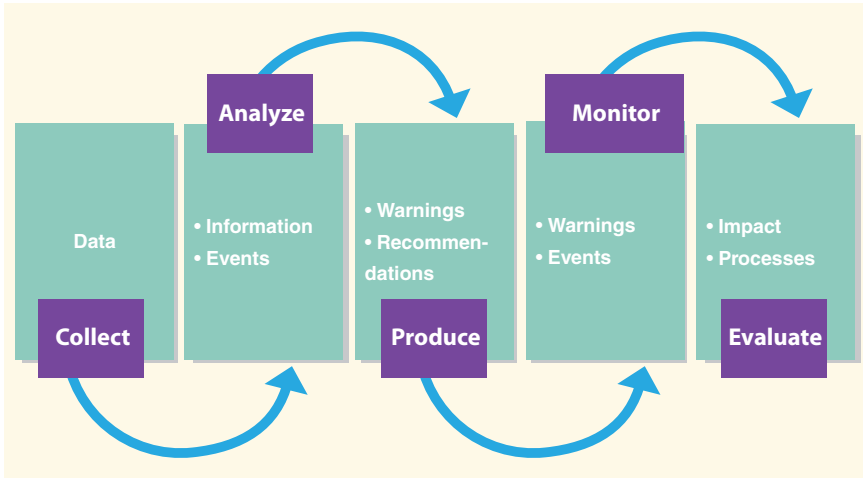 Data
Collect
Analyze
• Information
• Events
• Warnings
• Recommen-
dations
Produce
Monitor
• Warnings
• Events
• Impact
• Processes
Evaluate